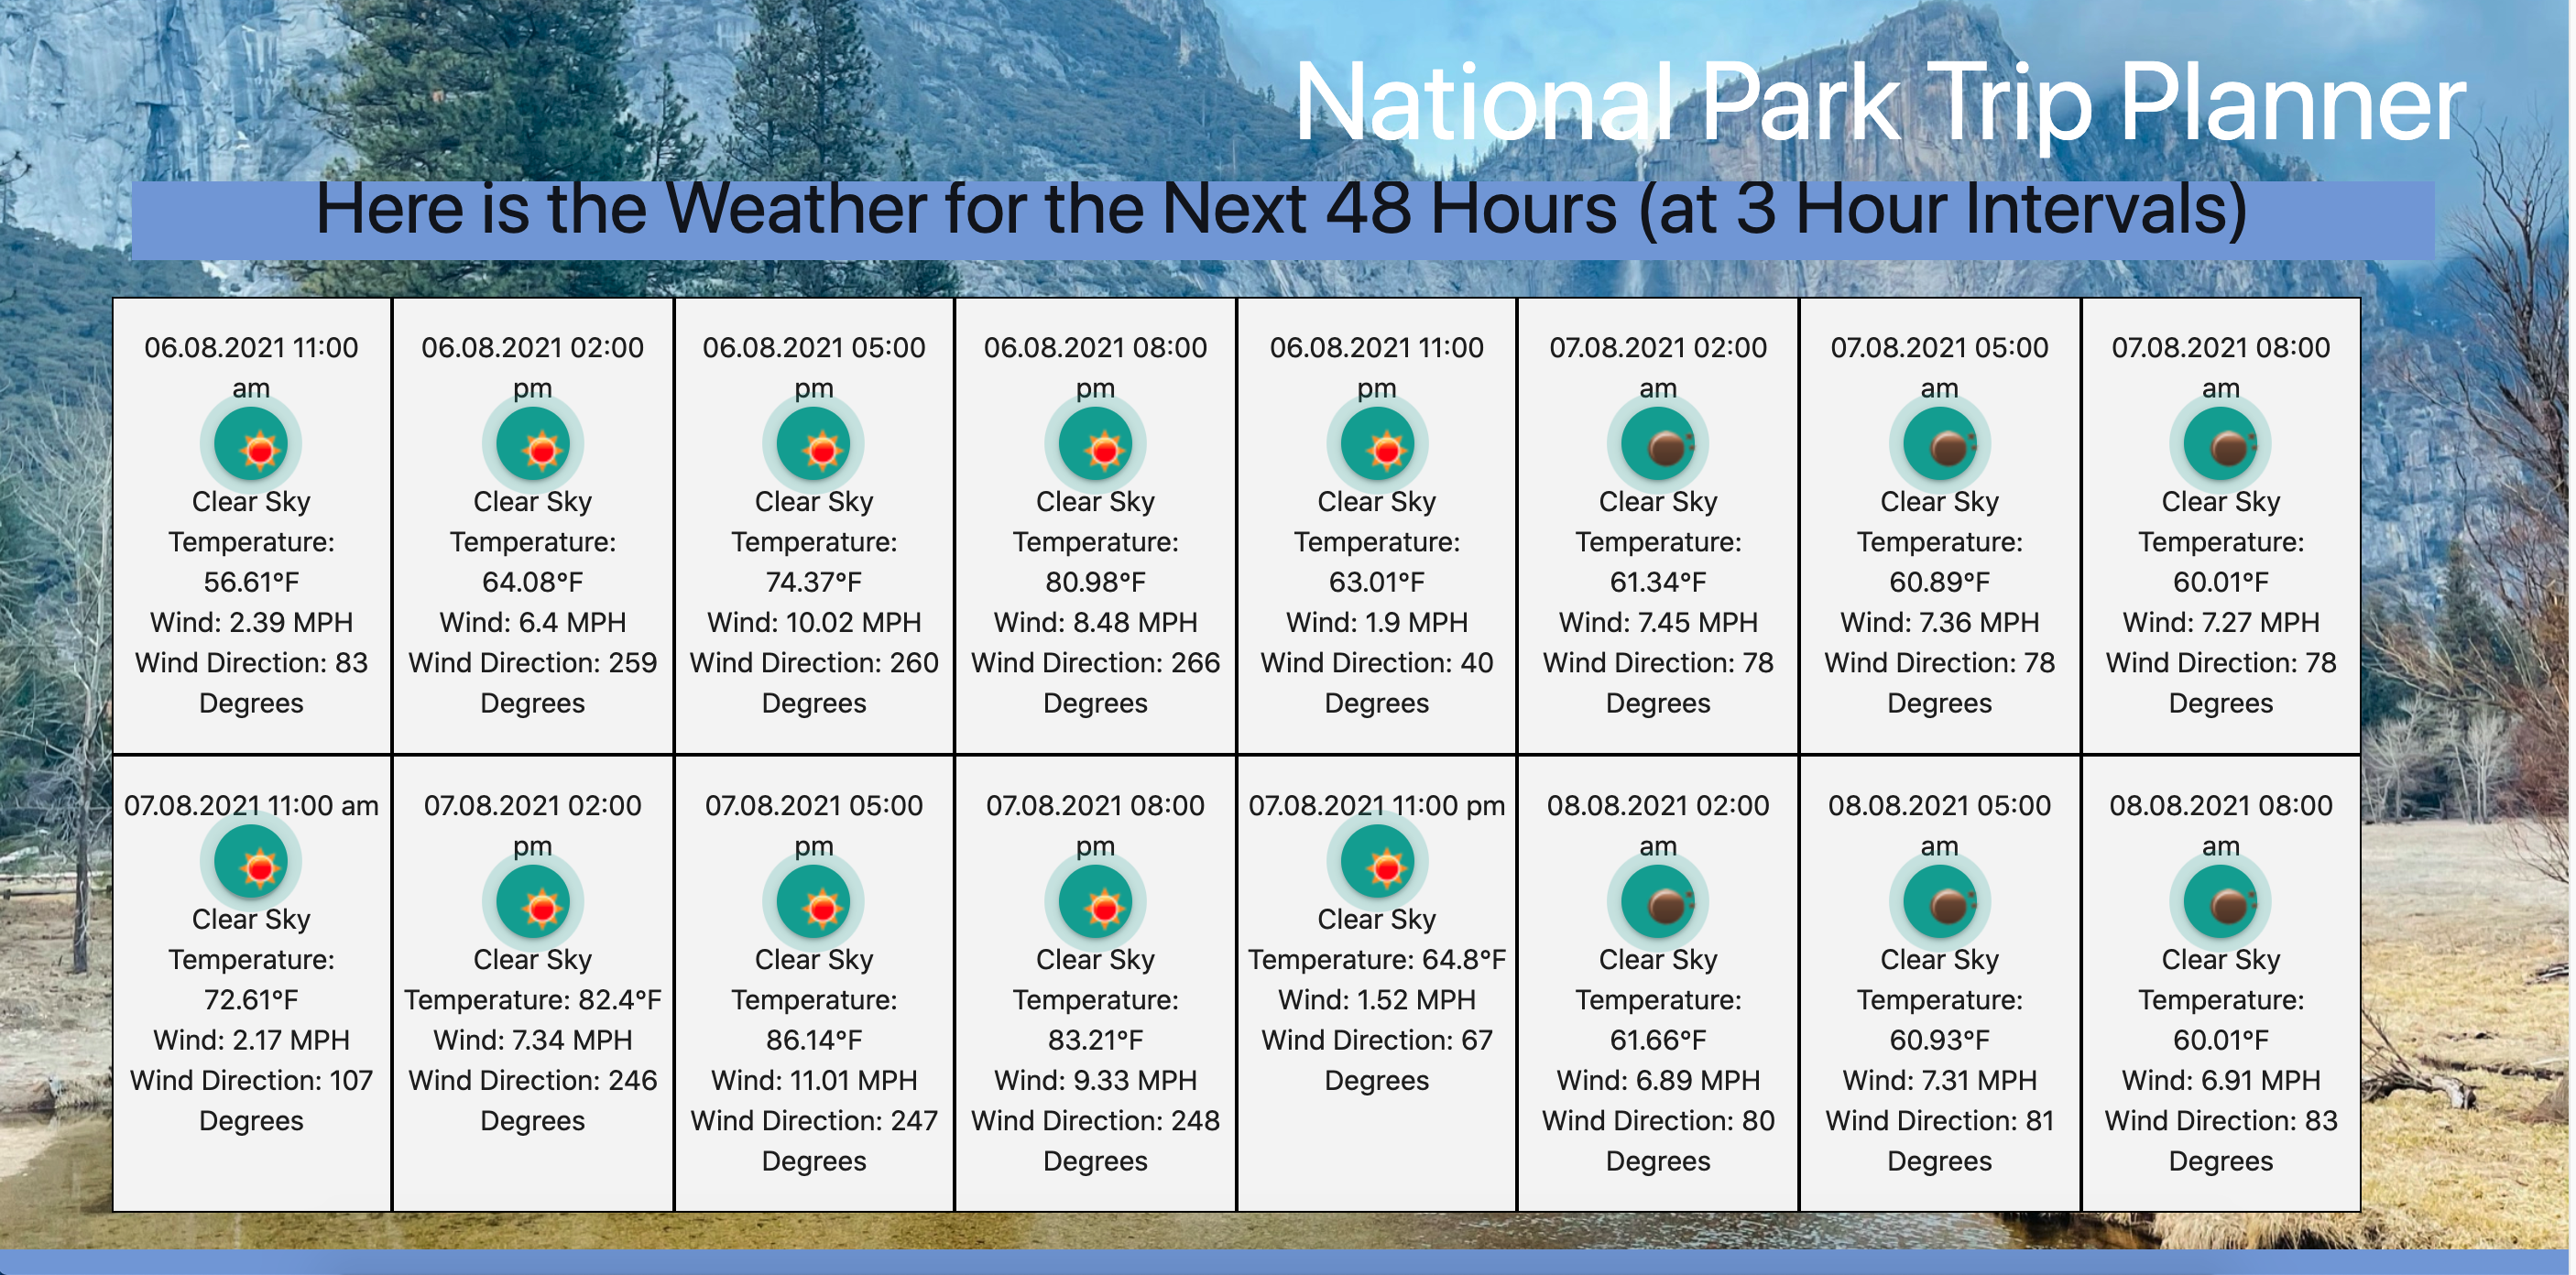 National Park Trip Planner
Here is the Weather for the Next 48 Hours (at 3 Hour Intervals)
06.08.2021 11:00
am
Clear Sky
Temperature:
56.61°F
Wind: 2.39 MPH
Wind Direction: 83
Degrees
06.08.2021 02:00
pm
Clear Sky
Temperature:
64.08°F
Wind: 6.4 MPH
Wind Direction: 259
Degrees
06.08.2021 05:00
pm
Clear Sky
Temperature:
74.37°F
Wind: 10.02 MPH
Wind Direction: 260
Degrees
06.08.2021 08:00
pm
Clear Sky
Temperature:
80.98°F
Wind: 8.48 MPH
Wind Direction: 266
Degrees
06.08.2021 11:00
pm
Clear Sky
Temperature:
63.01°F
Wind: 1.9 MPH
Wind Direction: 40
Degrees
07.08.2021 02:00
am
Clear Sky
Temperature:
61.34°F
Wind: 7.45 MPH
Wind Direction: 78
Degrees
07.08.2021 05:00
am
Clear Sky
Temperature:
60.89°F
Wind: 7.36 MPH
Wind Direction: 78
Degrees
07.08.2021 08:00
am
Clear Sky
Temperature:
60.01°F
Wind: 7.27 MPH
Wind Direction: 78
Degrees
07.08.2021 11:00 am
Clear Sky
Temperature:
72.61°F
Wind: 2.17 MPH
Wind Direction: 107
Degrees
07.08.2021 02:00
pm
Clear Sky
Temperature: 82.4°F
Wind: 7.34 MPH
Wind Direction: 246
Degrees
07.08.2021 05:00
pm
Clear Sky
Temperature:
86.14°F
Wind: 11.01 MPH
Wind Direction: 247
Degrees
07.08.2021 08:00
pm
Clear Sky
Temperature:
83.21°F
Wind: 9.33 MPH
Wind Direction: 248
Degrees
07.08.2021 11:00 pm
Clear Sky
Temperature: 64.8°F
Wind: 1.52 MPH
Wind Direction: 67
Degrees
08.08.2021 02:00
am
Clear Sky
Temperature:
61.66°F
Wind: 6.89 MPH
Wind Direction: 80
Degrees
08.08.2021 05:00
am
Clear Sky
Temperature:
60.93°F
Wind: 7.31 MPH
Wind Direction: 81
Degrees
08.08.2021 08:00
am
Clear Sky
Temperature:
60.01°F
Wind: 6.91 MPH
Wind Direction: 83
Degrees